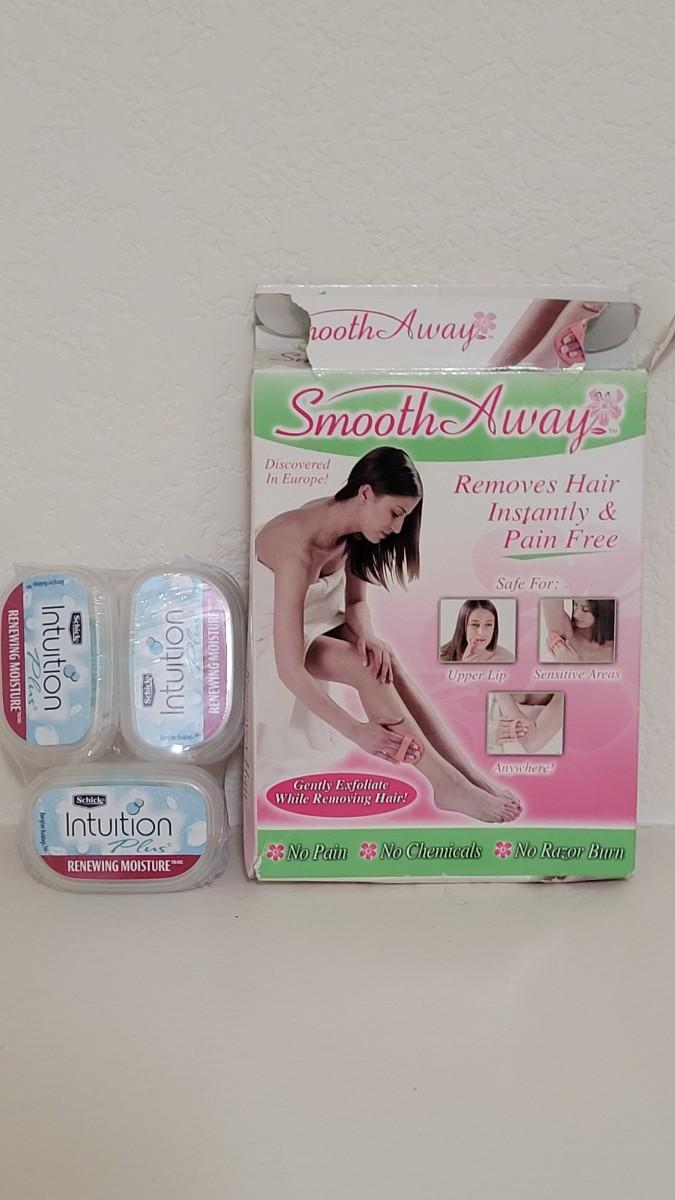 moothAway
SmoothAway™
Discovered
In Europe!
Removes Hair
Instantly &
Pain Free
Safe For:
Upper Lip
Sensitive Areas
Anywhere!
Gently Exfoliate
While Removing Hair!
No Pain
No Chemicals
No Razor Burn
Schick
Intuition
Plus®
RENEWING MOISTURE
Schick
Intuition
RENEWING MOISTURE
Schick
Intuition
Plus®
RENEWING MOISTURE